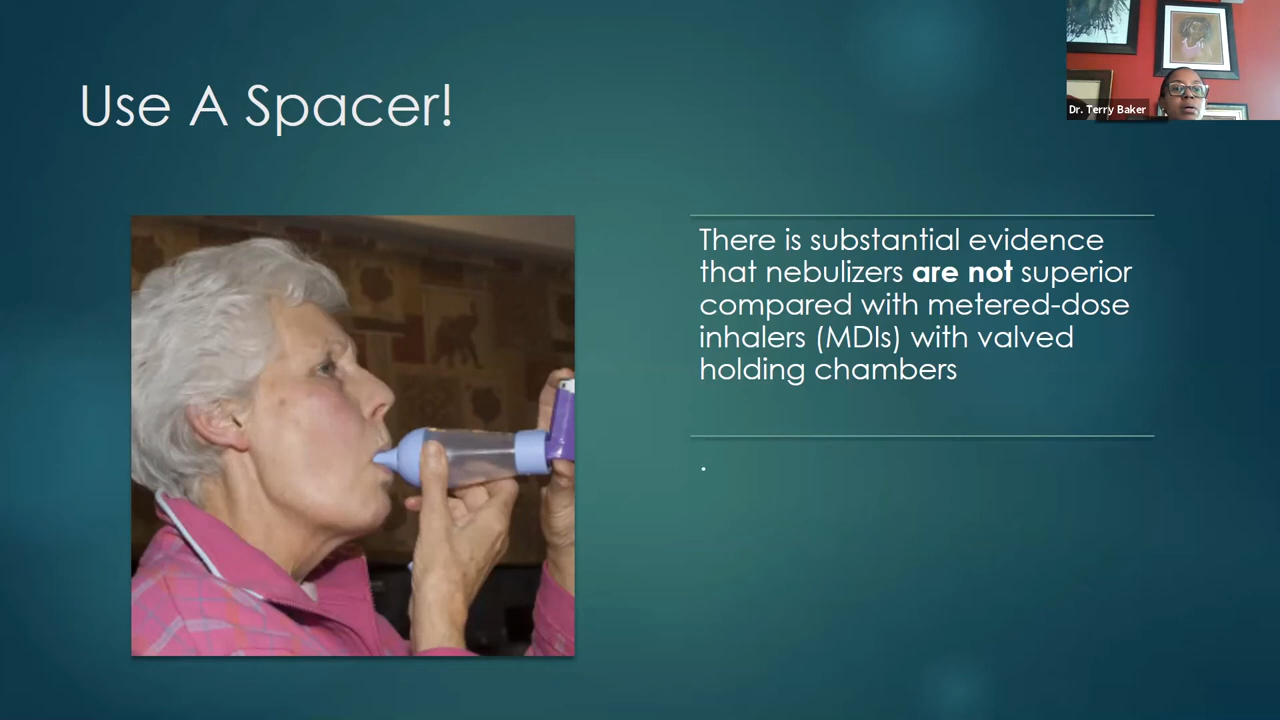 Use A Spacer!
Dr. Terry Baker
There is substantial evidence
that nebulizers are not superior
compared with metered-dose
inhalers (MDIs) with valved
holding chambers
.